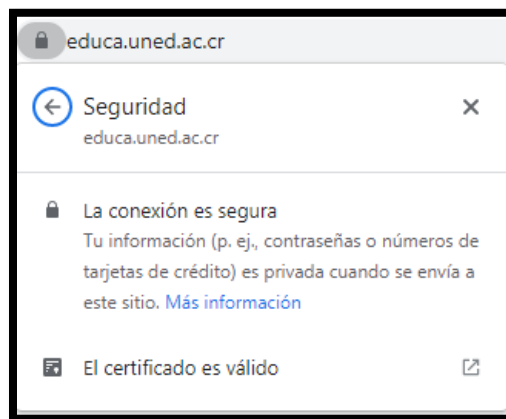 educa.uned.ac.cr
Seguridad
educa.uned.ac.cr
La conexión es segura
Tu información (p. ej., contraseñas o números de
tarjetas de crédito) es privada cuando se envía a
este sitio. Más información
El certificado es válido